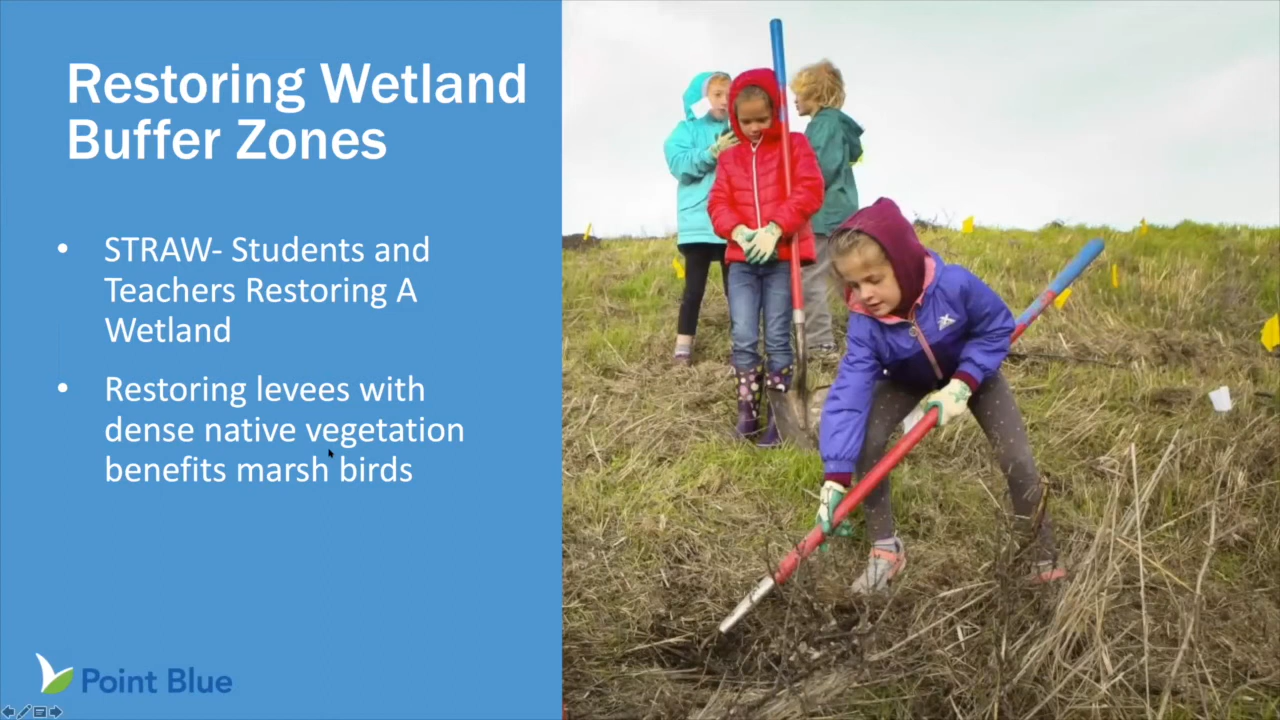 Restoring Wetland
Buffer Zones
• STRAW- Students and
Teachers Restoring A
Wetland
• Restoring levees with
dense native vegetation
benefits marsh birds
Point Blue